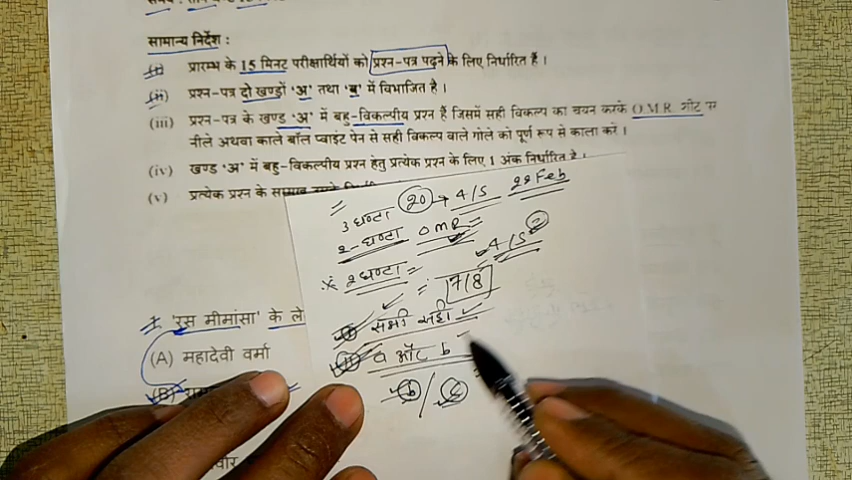 सामान्य निर्देश :
(i) प्रारम्भ के 15 मिनट परीक्षार्थियों को प्रश्न-पत्र पढ़ने के लिए निर्धारित हैं ।
(ii) प्रश्न-पत्र दो खण्डों 'अ' तथा 'ब' में विभाजित है ।
(iii) प्रश्न-पत्र के खण्ड 'अ' में बहु-विकल्पीय प्रश्न हैं जिसमें सही विकल्प का चयन करके O.M.R. शीट पर
नीले अथवा काले बॉल प्वाइंट पेन से सही विकल्प वाले गोले को पूर्ण रूप से काला करें ।
(iv) खण्ड 'अ' में बहु-विकल्पीय प्रश्न हेतु प्रत्येक प्रश्न के लिए 1 अंक निर्धारित है ।
(v) प्रत्येक प्रश्न के सम्मुख
3 घण्टा 20 → 4/5 22 Feb
2-घण्टा OMR
4/5
2 घण्टा = 7/8
सभी सही
a और b
b /
'रस मीमांसा' के ले
(A) महादेवी वर्मा
(B)